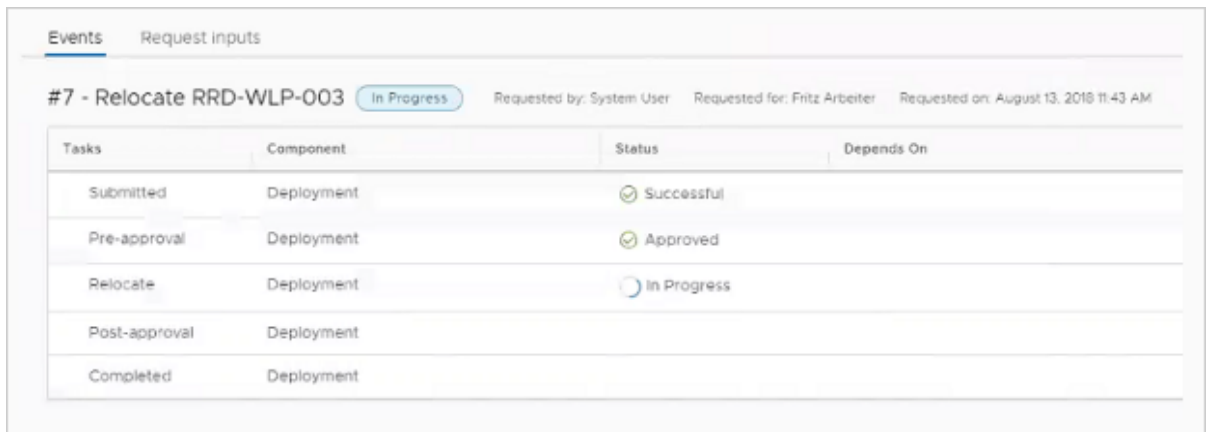 Events Request inputs
#7 - Relocate RRD-WLP-003 In Progress Requested by: System User Requested for: Fritz Arbeiter Requested on: August 13, 2018 11:43 AM
Tasks Component Status Depends On
Submitted Deployment Successful
Pre-approval Deployment Approved
Relocate Deployment In Progress
Post-approval Deployment
Completed Deployment